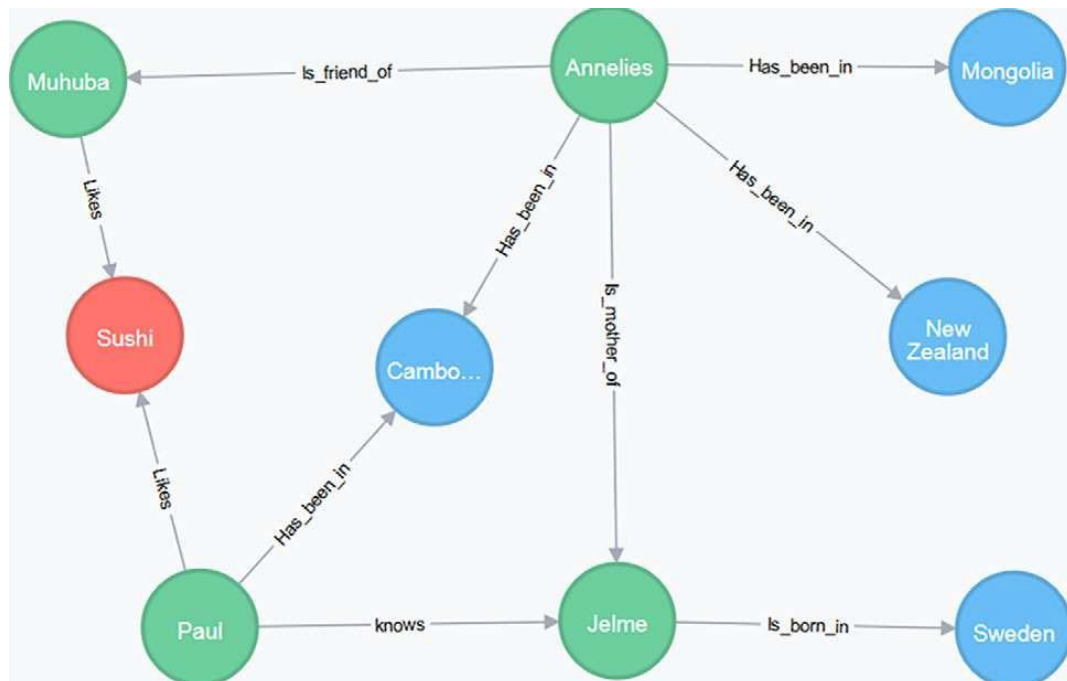 Muhuba
Is_friend_of
Annelies
Has_been_in
Mongolia
Likes
Has_been_in
Has_been_in
Sushi
Cambo...
Is_mother_of
New
Zealand
Likes
Has_been_in
Paul
knows
Jelme
Is_born_in
Sweden